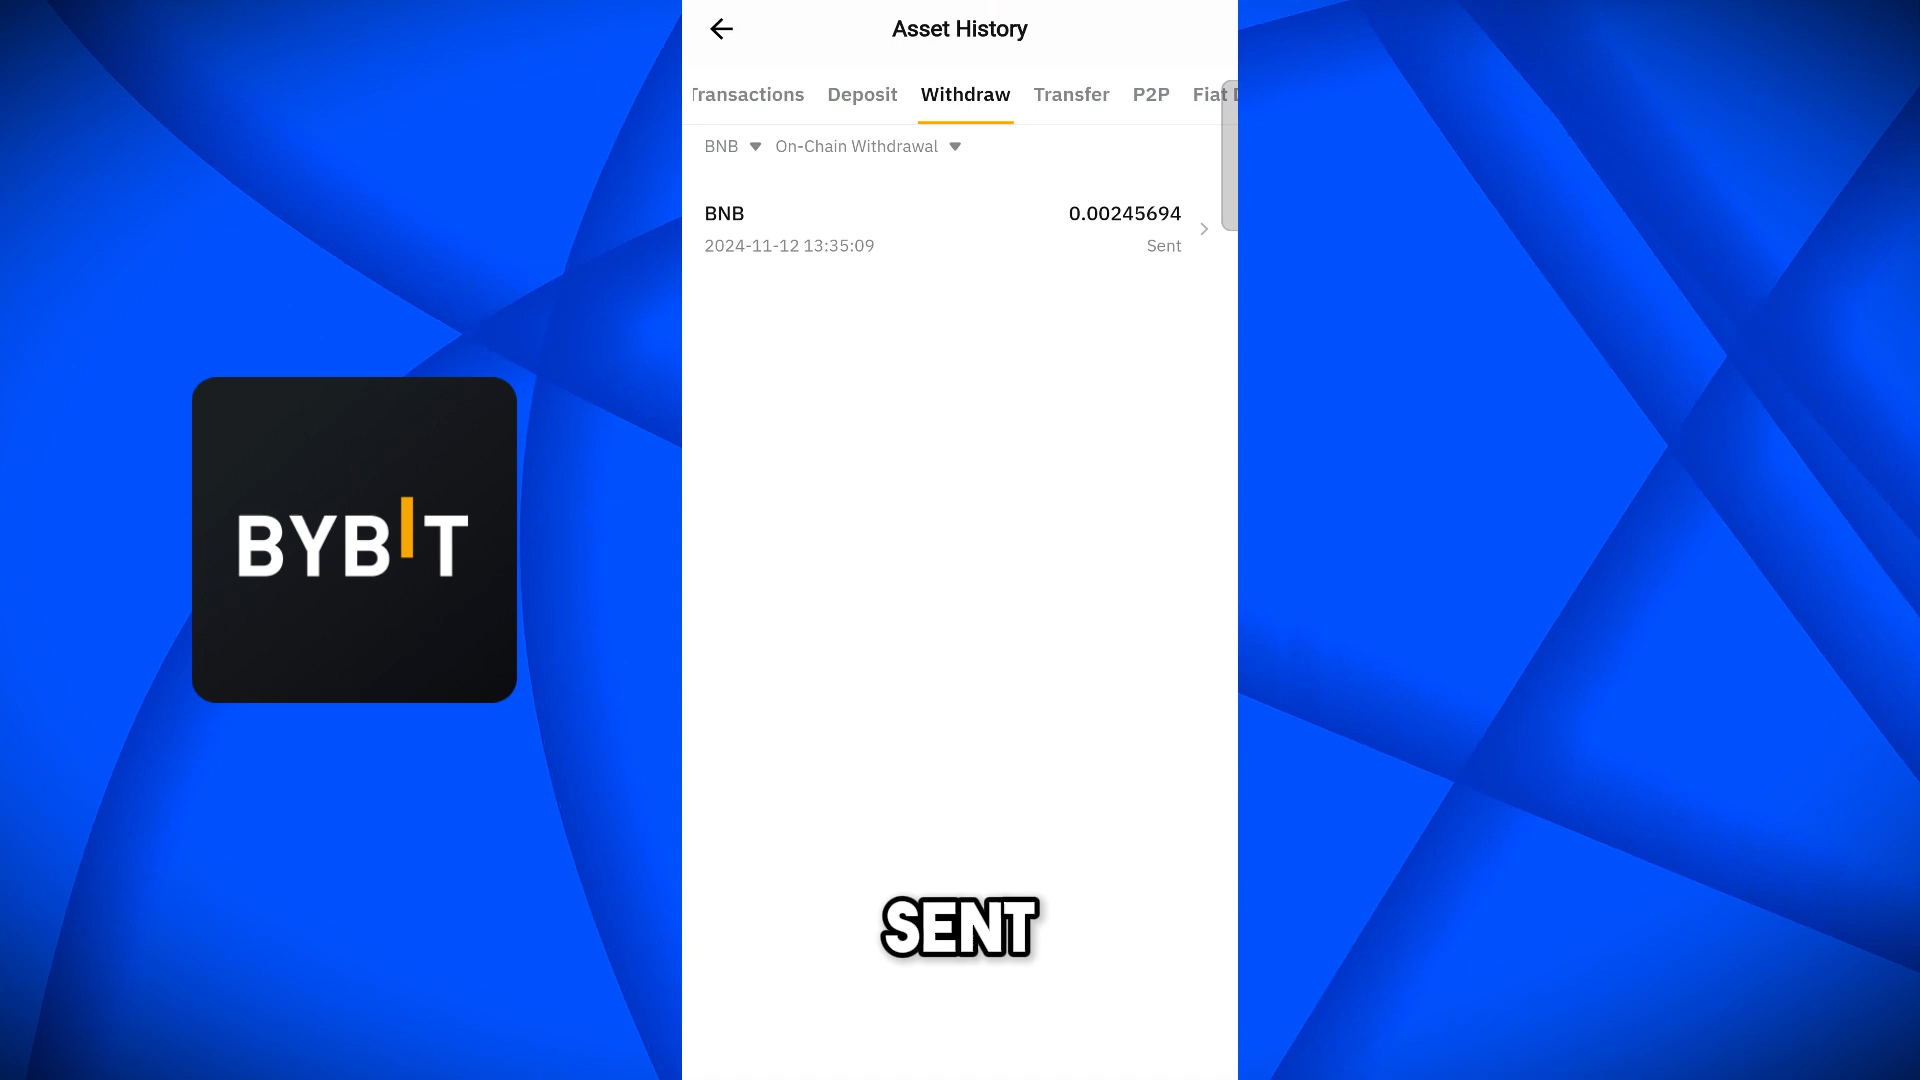 Asset History
Transactions Deposit Withdraw Transfer P2P Fiat D
BNB On-Chain Withdrawal
BNB 0.00245694
2024-11-12 13:35:09 Sent
BYBIT
SENT